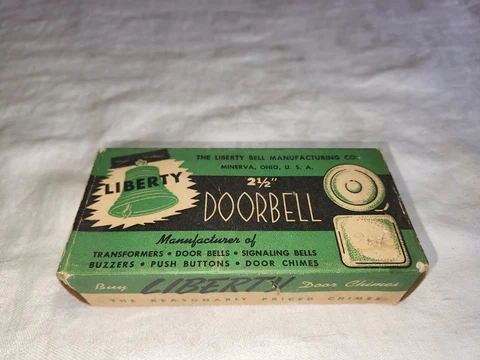 THE LIBERTY BELL MANUFACTURING CO.
MINERVA, OHIO, U. S. A.
LIBERTY
2½"
DOORBELL
Manufacturer of
TRANSFORMERS • DOOR BELLS • SIGNALING BELLS
BUZZERS • PUSH BUTTONS • DOOR CHIMES
Buy LIBERTY Door Chimes
THE REASONABLY PRICED CHIMES